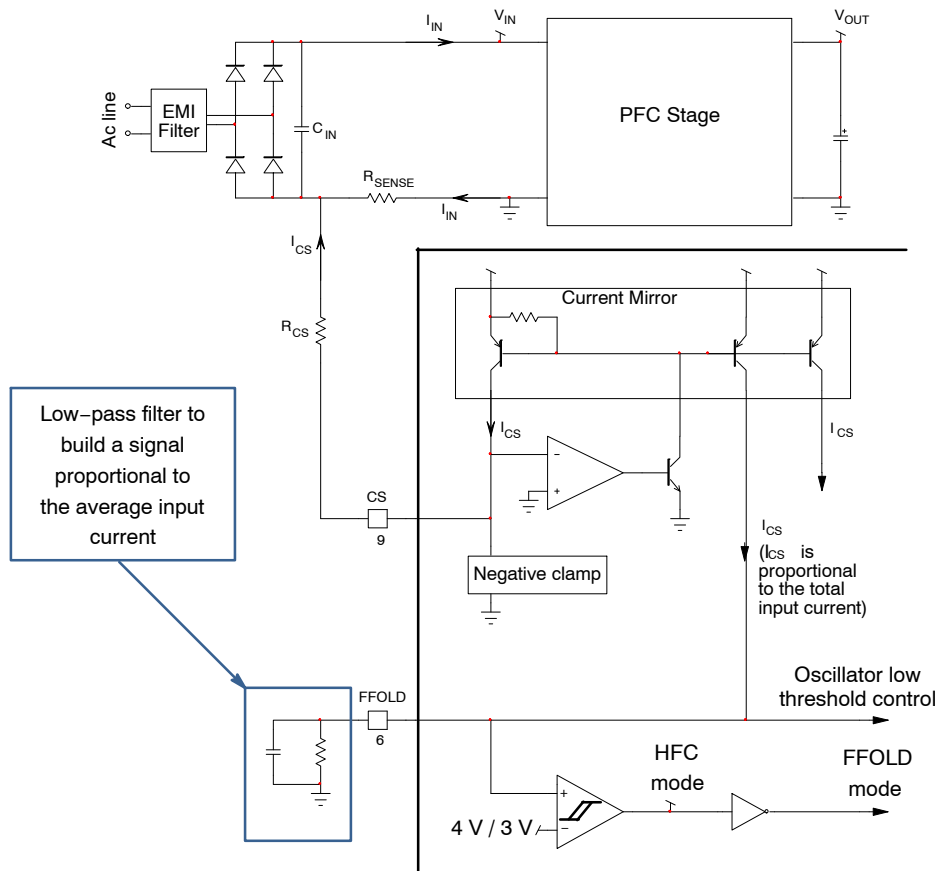 I_IN
V_IN
V_OUT
Ac line
EMI
Filter
C_IN
PFC Stage
R_SENSE
I_IN
I_CS
R_CS
Current Mirror
I_CS
I_CS
Low–pass filter to
build a signal
proportional to
the average input
current
CS
9
– +
Negative clamp
I_CS
(I_CS is
proportional
to the total
input current)
FFOLD
6
Oscillator low
threshold control
HFC
mode
FFOLD
mode
4 V / 3 V
+ –
+